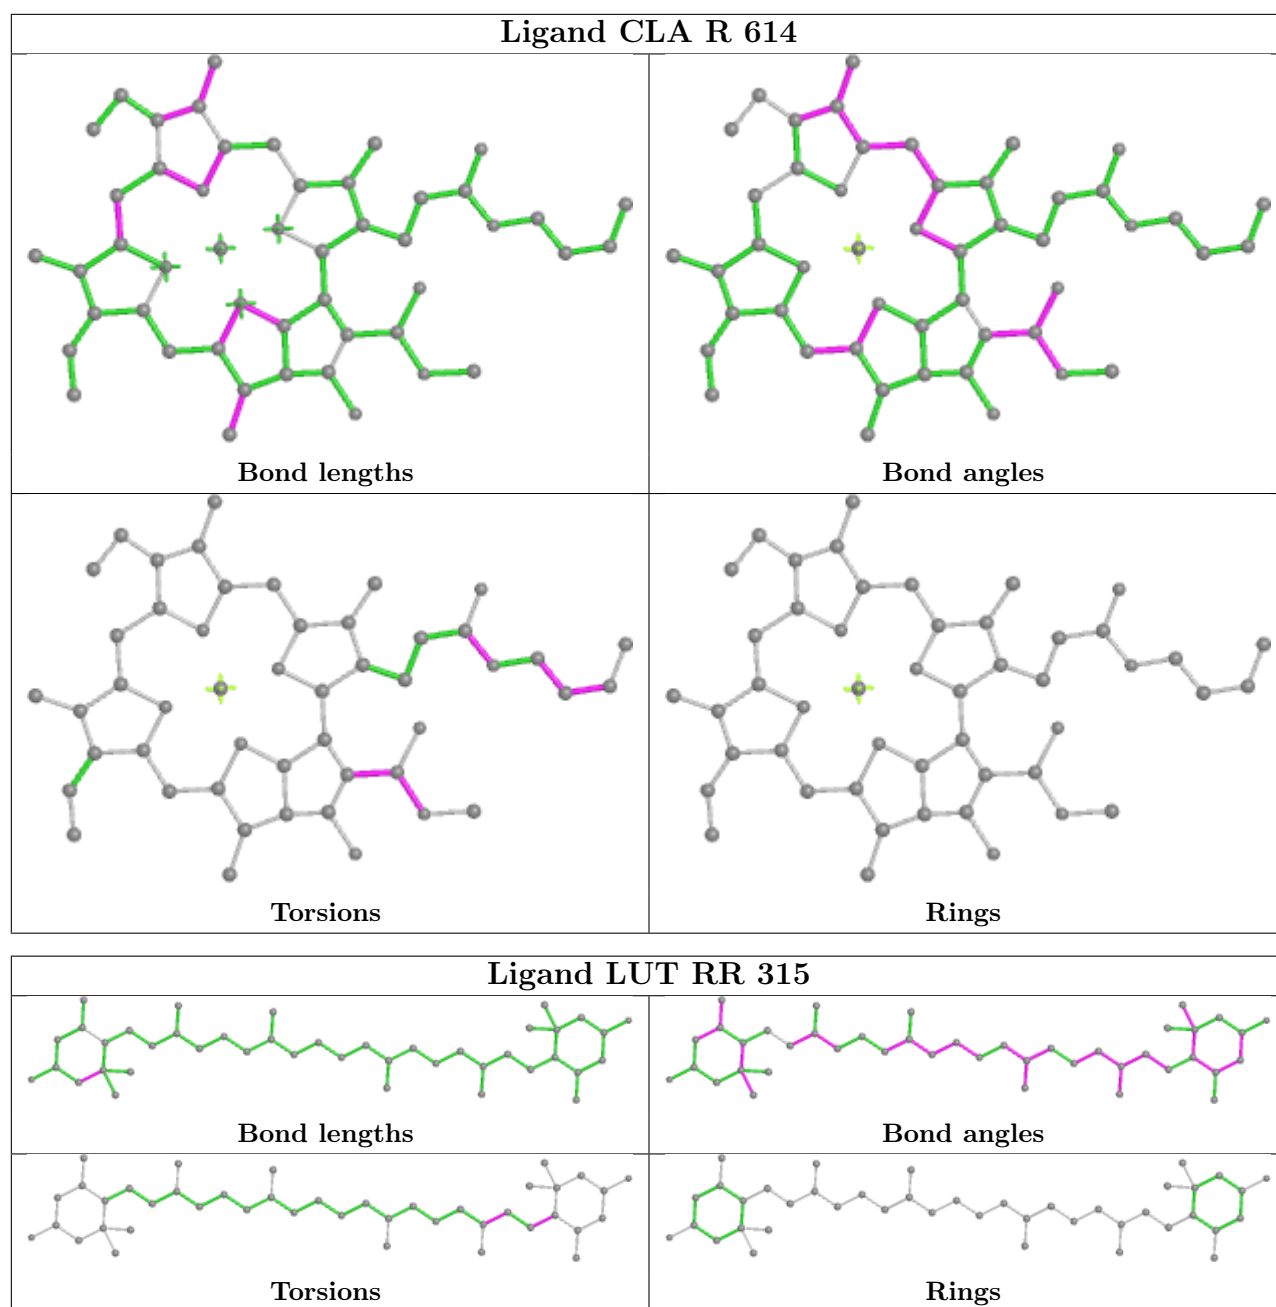 Ligand CLA R 614
Bond lengths
Bond angles
Torsions
Rings
Ligand LUT RR 315
Bond lengths
Bond angles
Torsions
Rings